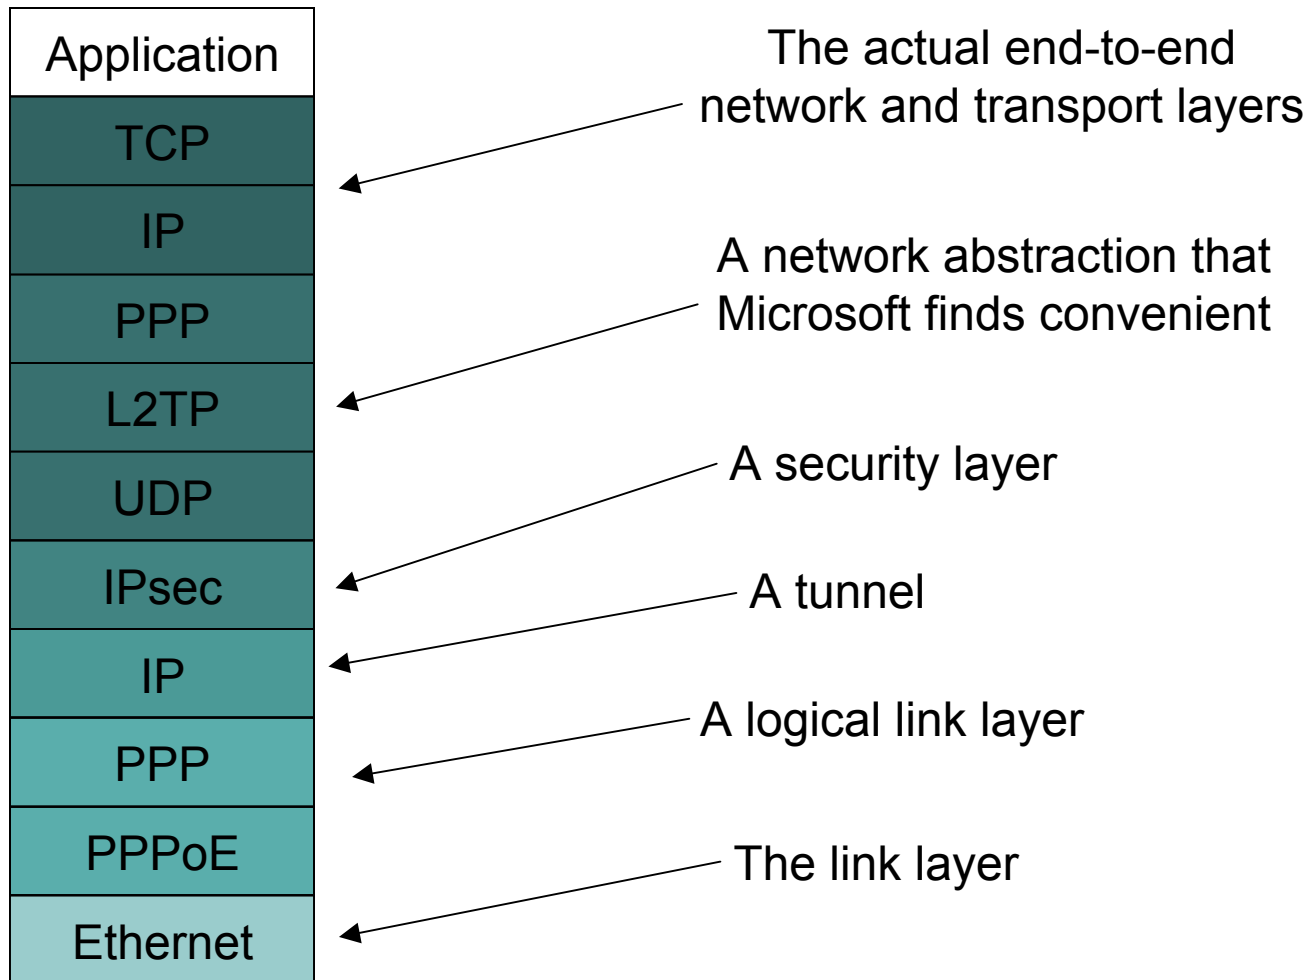 Application
TCP
IP
PPP
L2TP
UDP
IPsec
IP
PPP
PPPoE
Ethernet
The actual end-to-end
network and transport layers
A network abstraction that
Microsoft finds convenient
A security layer
A tunnel
A logical link layer
The link layer